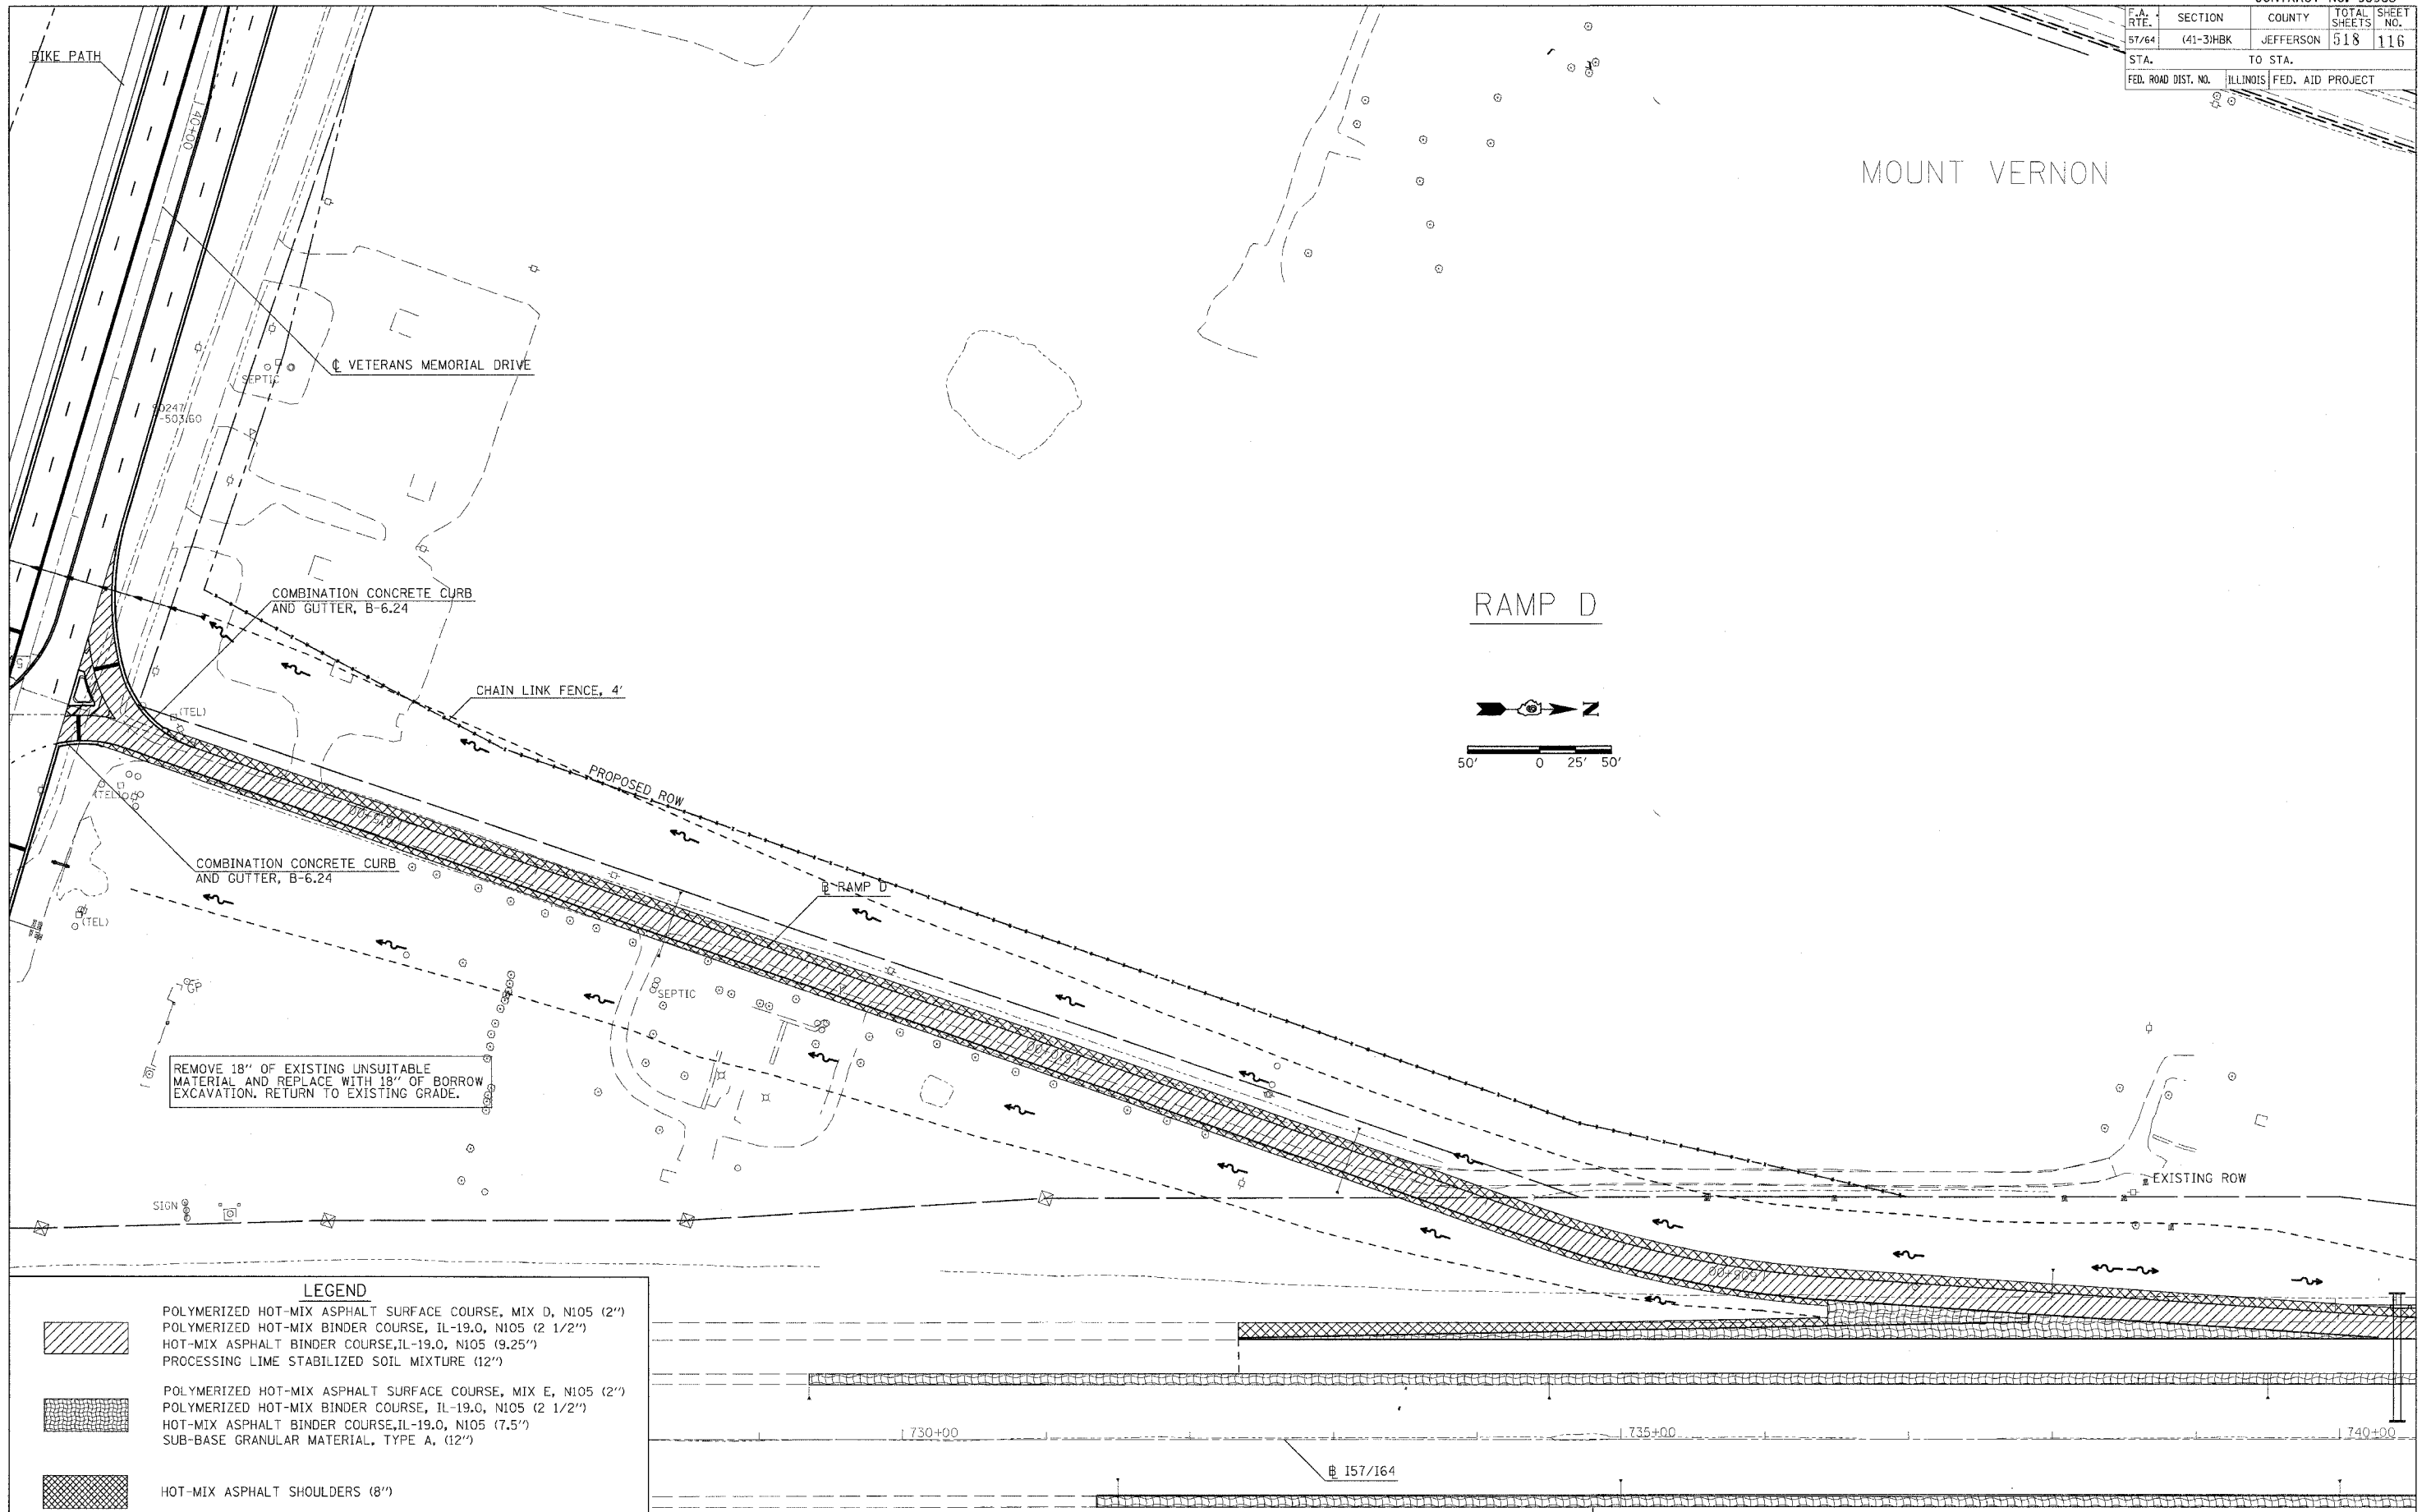 F.A. RTE. SECTION COUNTY TOTAL SHEETS SHEET NO.
57/64 (41-3)HBK JEFFERSON 518 116
STA. TO STA.
FED. ROAD DIST. NO. ILLINOIS FED. AID PROJECT
BIKE PATH
40+00
MOUNT VERNON
℄ VETERANS MEMORIAL DRIVE
SEPTIC
COMBINATION CONCRETE CURB
AND GUTTER, B-6.24
RAMP D
N
50' 0 25' 50'
CHAIN LINK FENCE, 4'
(TEL)
PROPOSED ROW
(TEL)
615+00
COMBINATION CONCRETE CURB
AND GUTTER, B-6.24
B RAMP D
(TEL)
GP
SEPTIC
610+00
REMOVE 18" OF EXISTING UNSUITABLE
MATERIAL AND REPLACE WITH 18" OF BORROW
EXCAVATION. RETURN TO EXISTING GRADE.
EXISTING ROW
SIGN
LEGEND
POLYMERIZED HOT-MIX ASPHALT SURFACE COURSE, MIX D, N105 (2")
POLYMERIZED HOT-MIX BINDER COURSE, IL-19.0, N105 (2 1/2")
HOT-MIX ASPHALT BINDER COURSE,IL-19.0, N105 (9.25")
PROCESSING LIME STABILIZED SOIL MIXTURE (12")
POLYMERIZED HOT-MIX ASPHALT SURFACE COURSE, MIX E, N105 (2")
POLYMERIZED HOT-MIX BINDER COURSE, IL-19.0, N105 (2 1/2")
HOT-MIX ASPHALT BINDER COURSE,IL-19.0, N105 (7.5")
SUB-BASE GRANULAR MATERIAL, TYPE A, (12")
HOT-MIX ASPHALT SHOULDERS (8")
730+00
735+00
740+00
B I57/I64